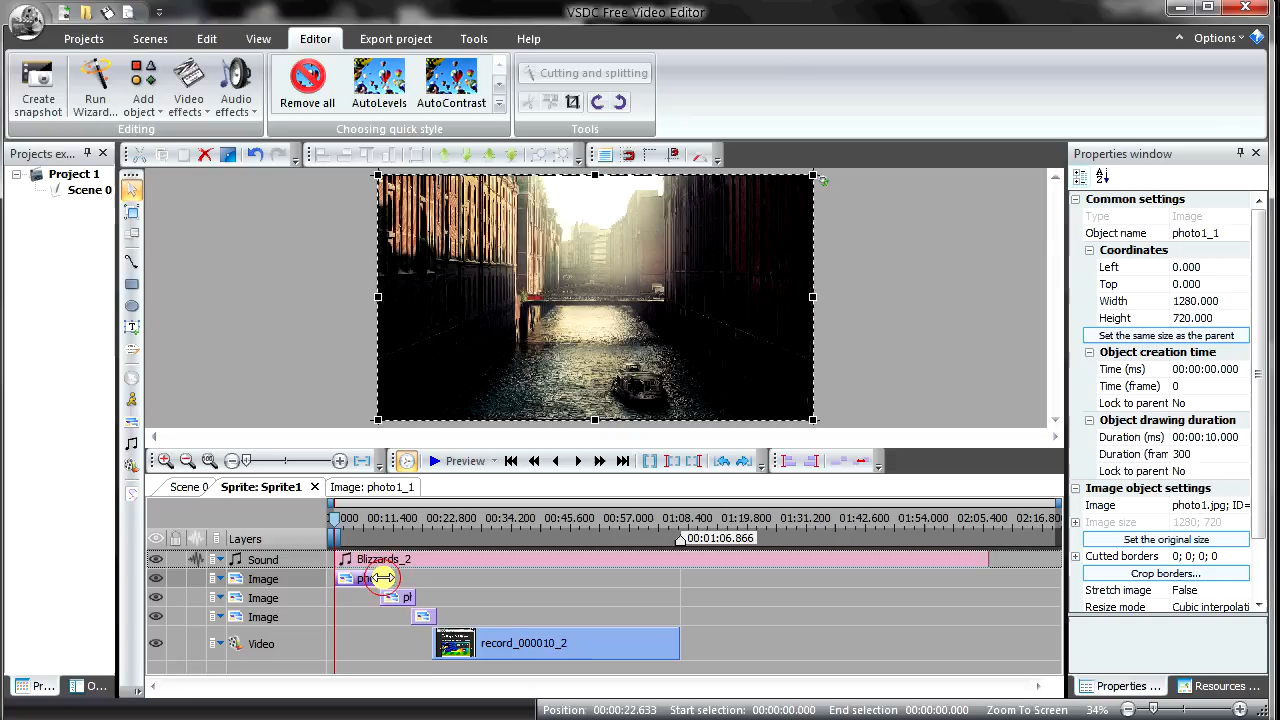 VSDC Free Video Editor
Projects Scenes Edit View Editor Export project Tools Help Options
Create snapshot
Run Wizard...
Add object
Video effects
Audio effects
Editing
Remove all AutoLevels AutoContrast
Choosing quick style
Cutting and splitting
Tools
Projects ex...
Project 1
Scene 0
Pr... O...
Preview
Scene 0 Sprite: Sprite1 Image: photo1_1
000 00:11.400 00:22.800 00:34.200 00:45.600 00:57.000 01:08.400 01:19.800 01:31.200 01:42.600 01:54.000 02:05.400 02:16.80
Layers 00:01:06.866
Sound Blizzards_2
Image
Image
Image
Video record_000010_2
Properties window
Common settings
Type Image
Object name photo1_1
Coordinates
Left 0.000
Top 0.000
Width 1280.000
Height 720.000
Set the same size as the parent
Object creation time
Time (ms) 00:00:00.000
Time (frame) 0
Lock to parent No
Object drawing duration
Duration (ms) 00:00:10.000
Duration (fram 300
Lock to parent No
Image object settings
Image photo1.jpg; ID=
Image size 1280; 720
Set the original size
Cutted borders 0; 0; 0; 0
Crop borders...
Stretch image False
Resize mode Cubic interpolati
Properties ... Resources ...
Position: 00:00:22.633 Start selection: 00:00:00.000 End selection: 00:00:00.000 Zoom To Screen 34%